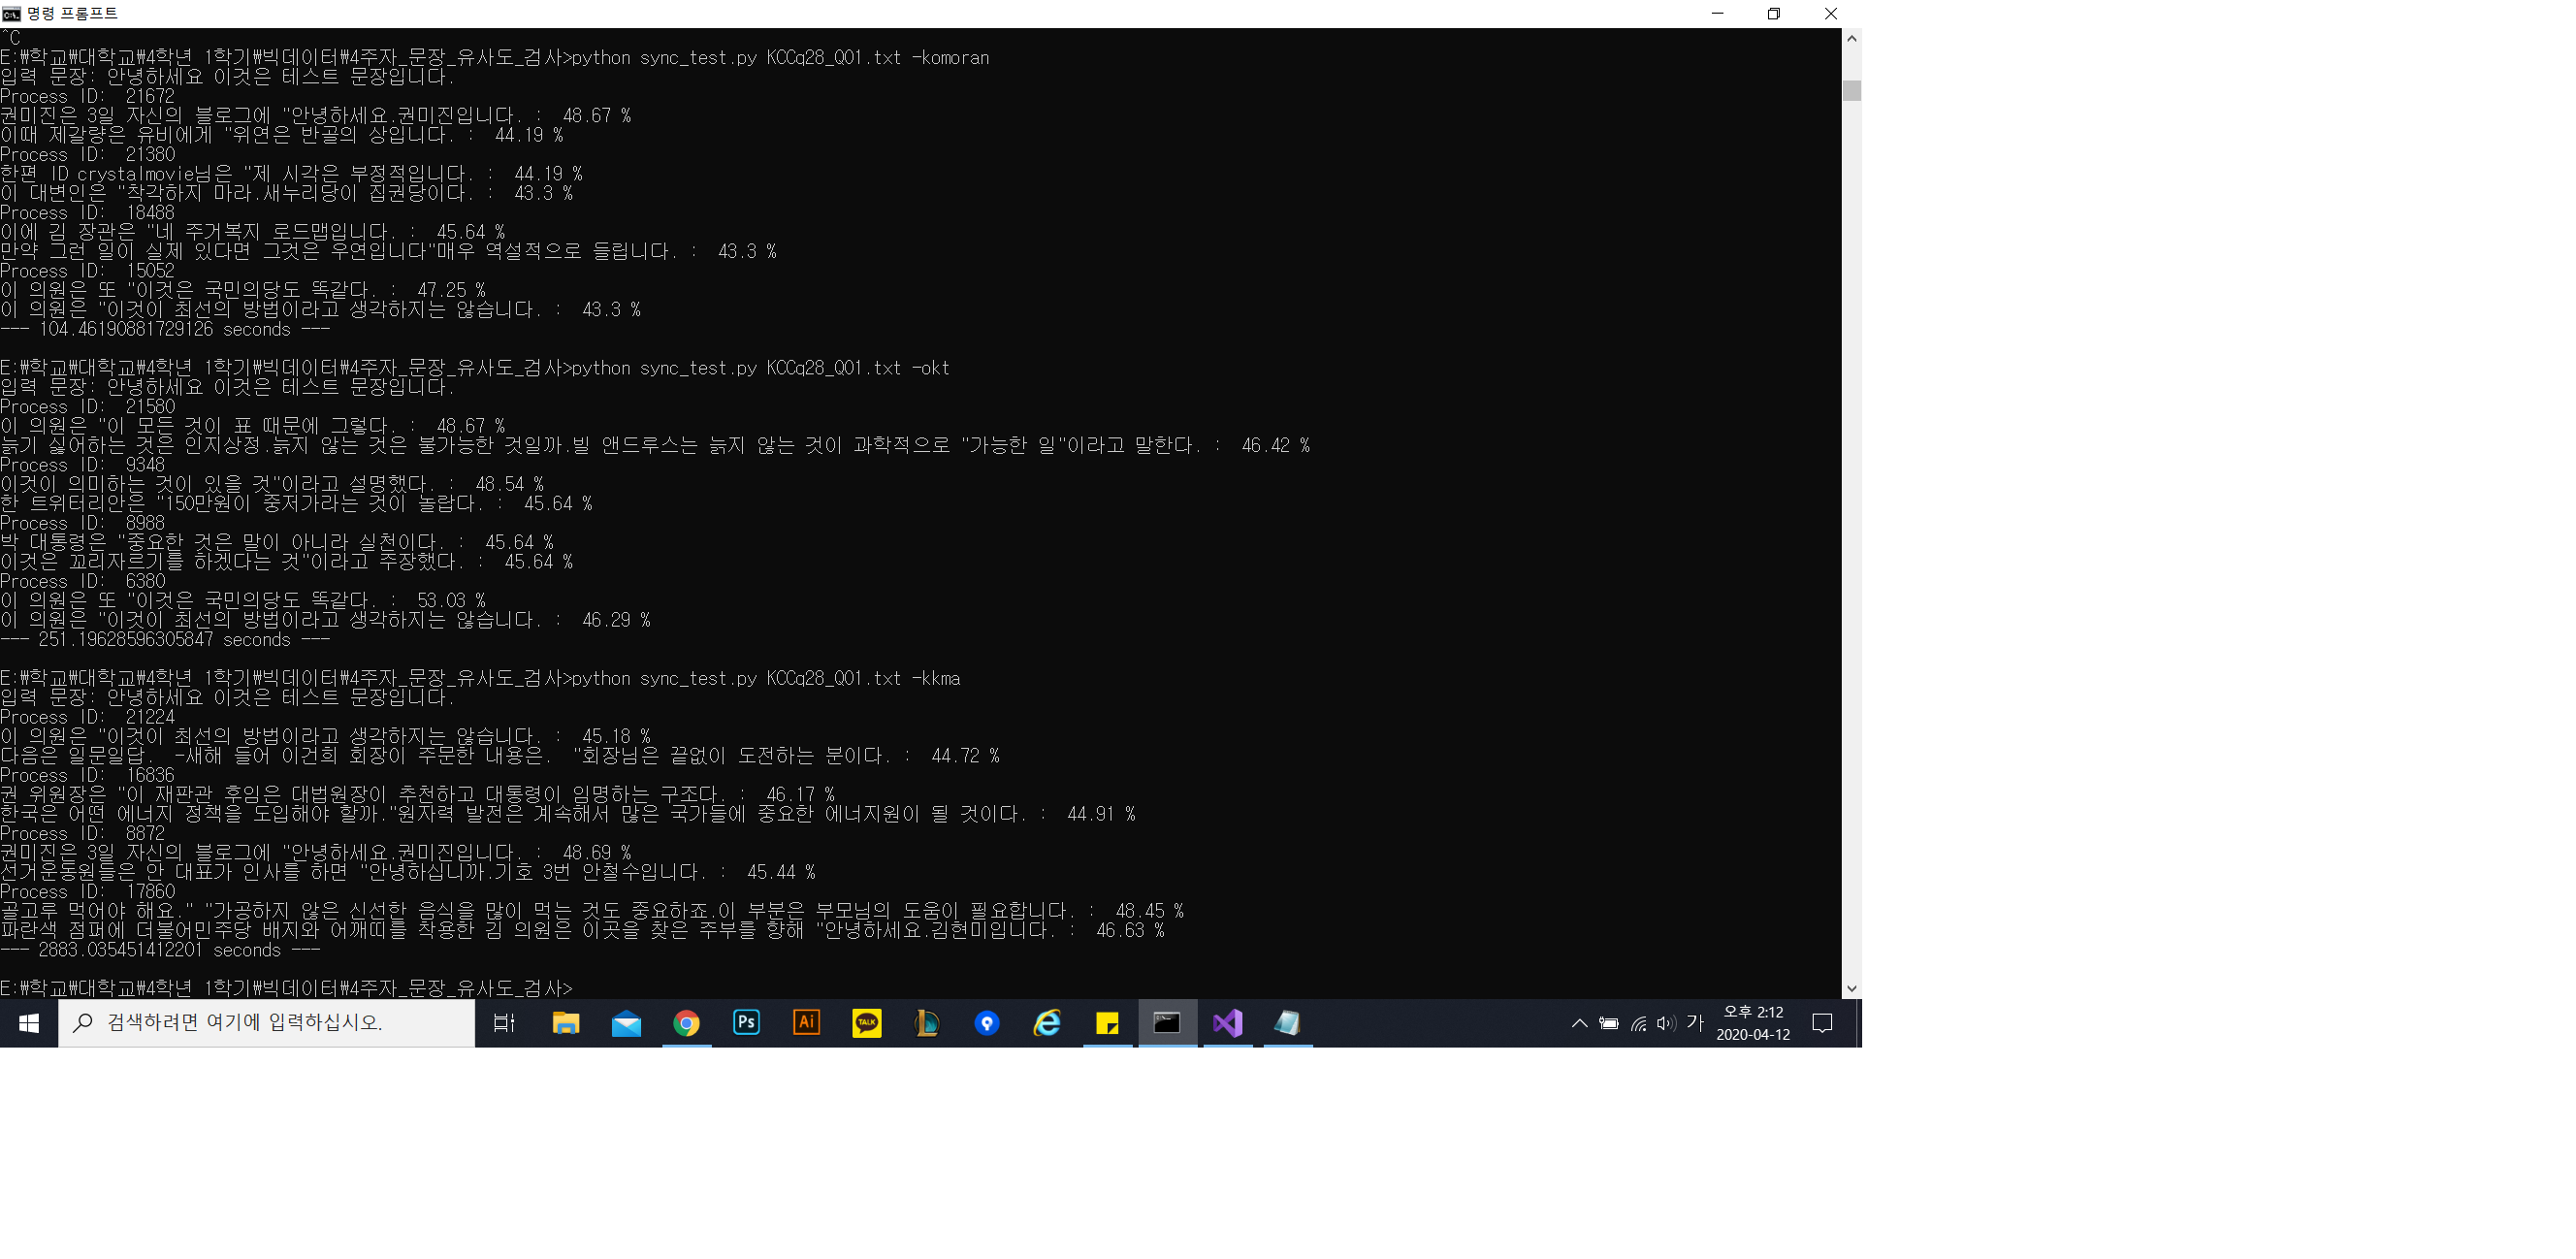 명령 프롬프트
^C
E:\학교\대학교\4학년 1학기\빅데이터\4주자_문장_유사도_검사>python sync_test.py KCCq28_Q01.txt -komoran
입력 문장: 안녕하세요 이것은 테스트 문장입니다.
Process ID:  21672
권미진은 3일 자신의 블로그에 "안녕하세요.권미진입니다. :  48.67 %
이때 제갈량은 유비에게 "위연은 반골의 상입니다. :  44.19 %
Process ID:  21380
한편 ID crystalmovie님은 "제 시각은 부정적입니다. :  44.19 %
이 대변인은 "착각하지 마라.새누리당이 집권당이다. :  43.3 %
Process ID:  18488
이에 김 장관은 "네 주거복지 로드맵입니다. :  45.64 %
만약 그런 일이 실제 있다면 그것은 우연입니다"매우 역설적으로 들립니다. :  43.3 %
Process ID:  15052
이 의원은 또 "이것은 국민의당도 똑같다. :  47.25 %
이 의원은 "이것이 최선의 방법이라고 생각하지는 않습니다. :  43.3 %
--- 104.46190881729126 seconds ---
E:\학교\대학교\4학년 1학기\빅데이터\4주자_문장_유사도_검사>python sync_test.py KCCq28_Q01.txt -okt
입력 문장: 안녕하세요 이것은 테스트 문장입니다.
Process ID:  21580
이 의원은 "이 모든 것이 표 때문에 그렇다. :  48.67 %
늙기 싫어하는 것은 인지상정.늙지 않는 것은 불가능한 것일까.빌 앤드루스는 늙지 않는 것이 과학적으로 "가능한 일"이라고 말한다. :  46.42 %
Process ID:  9348
이것이 의미하는 것이 있을 것"이라고 설명했다. :  48.54 %
한 트위터리안은 "150만원이 중저가라는 것이 놀랍다. :  45.64 %
Process ID:  8988
박 대통령은 "중요한 것은 말이 아니라 실천이다. :  45.64 %
이것은 꼬리자르기를 하겠다는 것"이라고 주장했다. :  45.64 %
Process ID:  6380
이 의원은 또 "이것은 국민의당도 똑같다. :  53.03 %
이 의원은 "이것이 최선의 방법이라고 생각하지는 않습니다. :  46.29 %
--- 251.19628596305847 seconds ---
E:\학교\대학교\4학년 1학기\빅데이터\4주자_문장_유사도_검사>python sync_test.py KCCq28_Q01.txt -kkma
입력 문장: 안녕하세요 이것은 테스트 문장입니다.
Process ID:  21224
이 의원은 "이것이 최선의 방법이라고 생각하지는 않습니다. :  45.18 %
다음은 일문일답.  -새해 들어 이건희 회장이 주문한 내용은.  "회장님은 끝없이 도전하는 분이다. :  44.72 %
Process ID:  16836
권 위원장은 "이 재판관 후임은 대법원장이 추천하고 대통령이 임명하는 구조다. :  46.17 %
한국은 어떤 에너지 정책을 도입해야 할까."원자력 발전은 계속해서 많은 국가들에 중요한 에너지원이 될 것이다. :  44.91 %
Process ID:  8872
권미진은 3일 자신의 블로그에 "안녕하세요.권미진입니다. :  48.69 %
선거운동원들은 안 대표가 인사를 하면 "안녕하십니까.기호 3번 안철수입니다. :  45.44 %
Process ID:  17860
골고루 먹어야 해요." "가공하지 않은 신선한 음식을 많이 먹는 것도 중요하죠.이 부분은 부모님의 도움이 필요합니다. :  48.45 %
파란색 점퍼에 더불어민주당 배지와 어깨띠를 착용한 김 의원은 이곳을 찾은 주부를 향해 "안녕하세요.김현미입니다. :  46.63 %
--- 2883.035451412201 seconds ---
E:\학교\대학교\4학년 1학기\빅데이터\4주자_문장_유사도_검사>
검색하려면 여기에 입력하십시오.
Ps
Ai
TALK
가
오후 2:12
2020-04-12